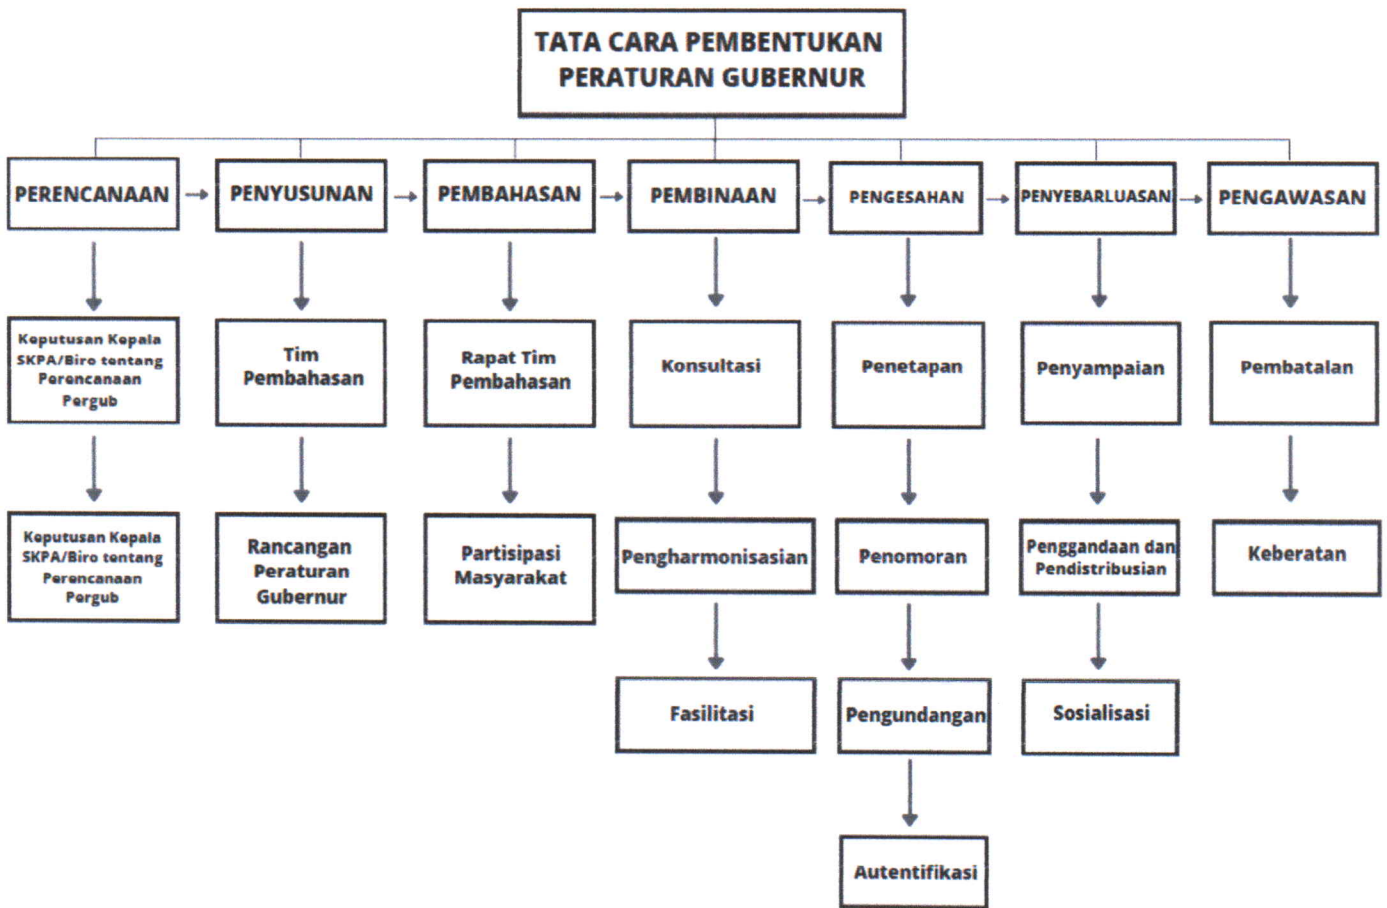 TATA CARA PEMBENTUKAN
PERATURAN GUBERNUR
PERENCANAAN
PENYUSUNAN
PEMBAHASAN
PEMBINAAN
PENGESAHAN
PENYEBARLUASAN
PENGAWASAN
Keputusan Kepala
SKPA/Biro tentang
Perencanaan
Pergub
Tim
Pembahasan
Rapat Tim
Pembahasan
Konsultasi
Penetapan
Penyampaian
Pembatalan
Keputusan Kepala
SKPA/Biro tentang
Perencanaan
Pergub
Rancangan
Peraturan
Gubernur
Partisipasi
Masyarakat
Pengharmonisasian
Penomoran
Penggandaan dan
Pendistribusian
Keberatan
Fasilitasi
Pengundangan
Sosialisasi
Autentifikasi